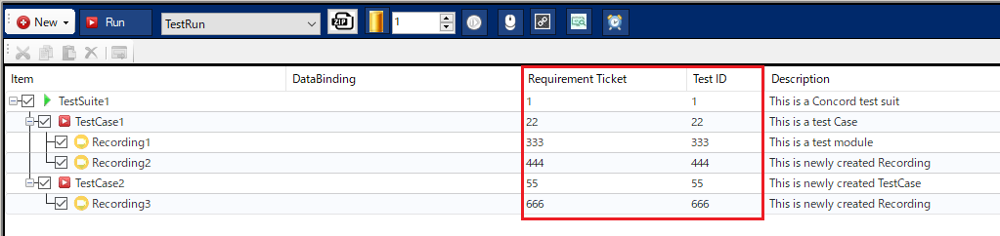 New Run TestRun ZIP 1
Item DataBinding Requirement Ticket Test ID Description
TestSuite1 1 1 This is a Concord test suit
TestCase1 22 22 This is a test Case
Recording1 333 333 This is a test module
Recording2 444 444 This is newly created Recording
TestCase2 55 55 This is newly created TestCase
Recording3 666 666 This is newly created Recording